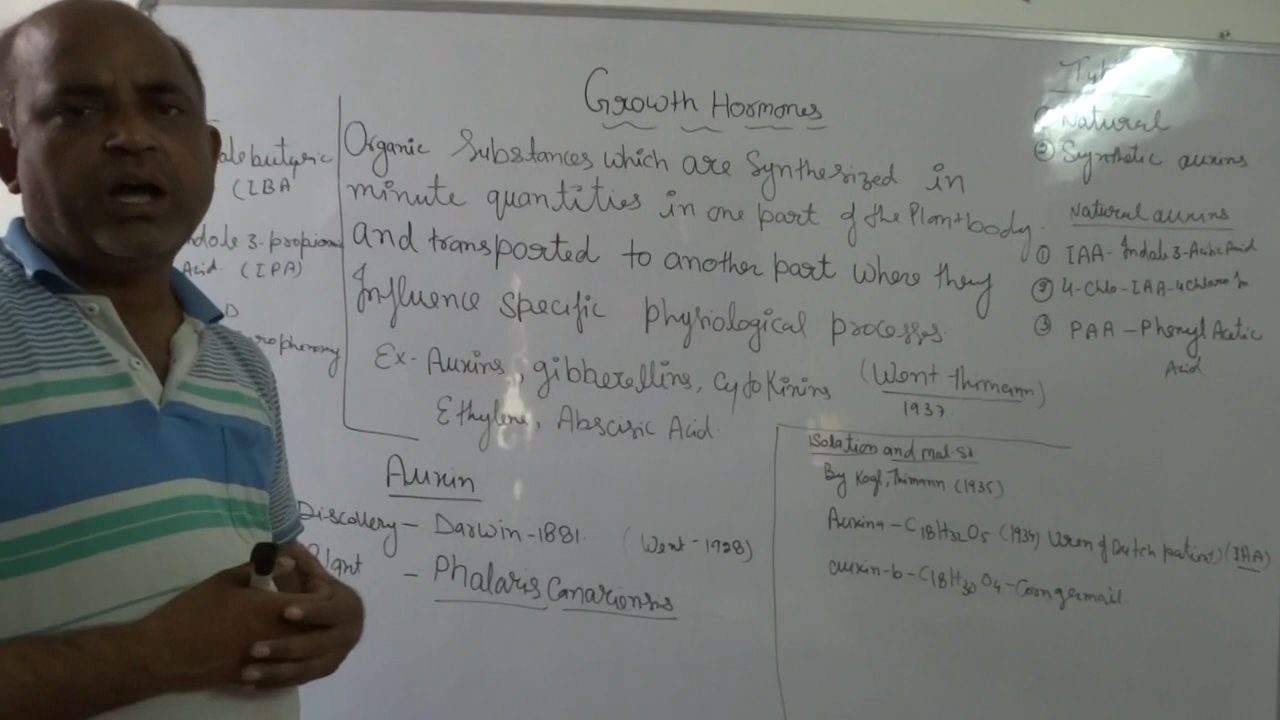 Growth Hormones
Organic Substances which are Synthesized in
minute quantities in one part of the Plant body.
and transported to another part where they
Influence specific physiological processes.
Ex- Auxins, gibberellins, Cytokinins (Went Thimann)
1937
Ethylene, Abscisic Acid.
Auxin
Discovery - Darwin-1881. (Went-1928)
Plant - Phalaris Canariensis
butyric
(IBA
Indole 3-propion
Acid. (IPA)
D
Natural
② Synthetic auxins
Natural auxins
① IAA- Indole 3-Acetic Acid
② 4-Chlo-IAA-4chloro
③ PAA - Phenyl Acetic
Acid
Isolation and mol. St
By Kogl, Thimann (1935)
Auxin a - C18H32O5 (1934) Uren of Dutch patient) (IAA)
auxin-b - C18H30O4 - Corn germ oil.